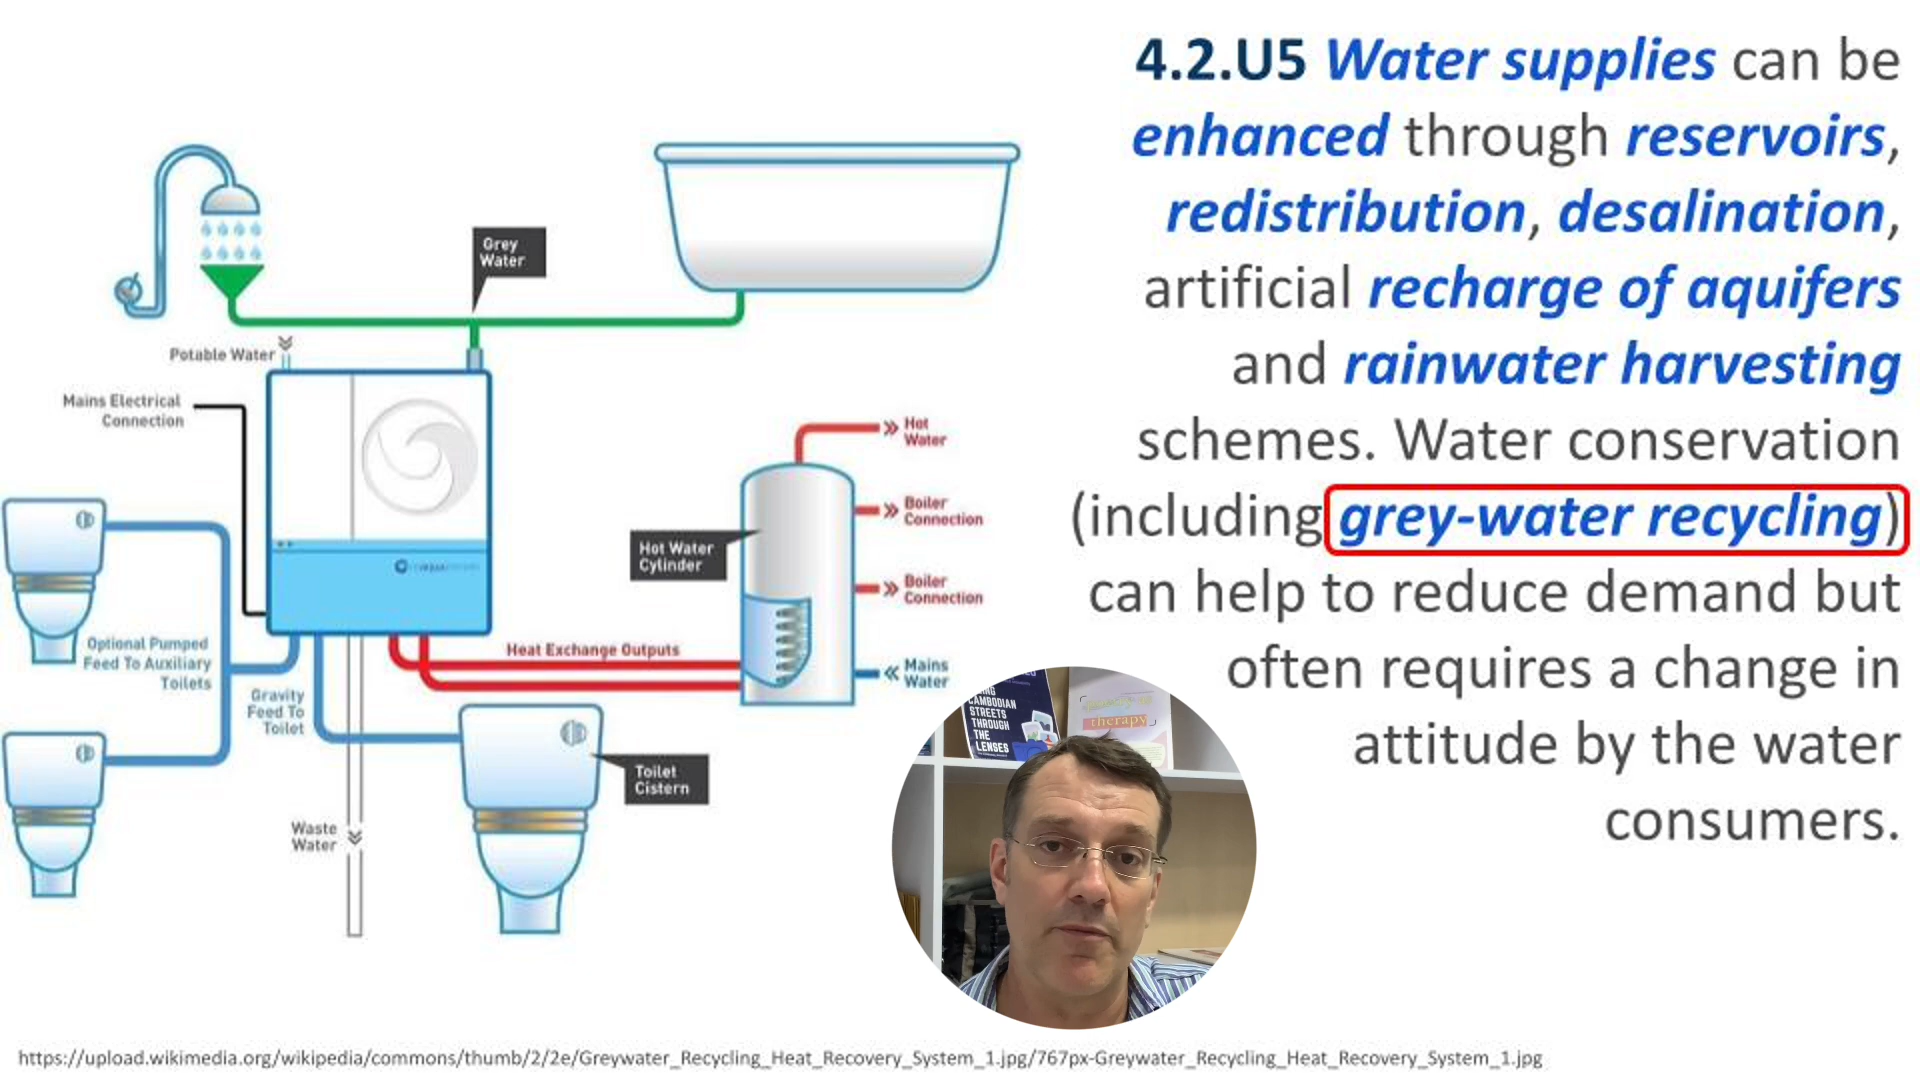 4.2.U5 Water supplies can be
enhanced through reservoirs,
redistribution, desalination,
artificial recharge of aquifers
and rainwater harvesting
schemes. Water conservation
(including grey-water recycling)
can help to reduce demand but
often requires a change in
attitude by the water
consumers.
Grey
Water
Potable Water
Mains Electrical
Connection
Hot
Water
Boiler
Connection
Hot Water
Cylinder
Boiler
Connection
Heat Exchange Outputs
Mains
Water
Optional Pumped
Feed To Auxiliary
Toilets
Gravity
Feed To
Toilet
Toilet
Cistern
Waste
Water
CAMBODIAN
STREETS
THROUGH
THE
LENSES
therapy
https://upload.wikimedia.org/wikipedia/commons/thumb/2/2e/Greywater_Recycling_Heat_Recovery_System_1.jpg/767px-Greywater_Recycling_Heat_Recovery_System_1.jpg